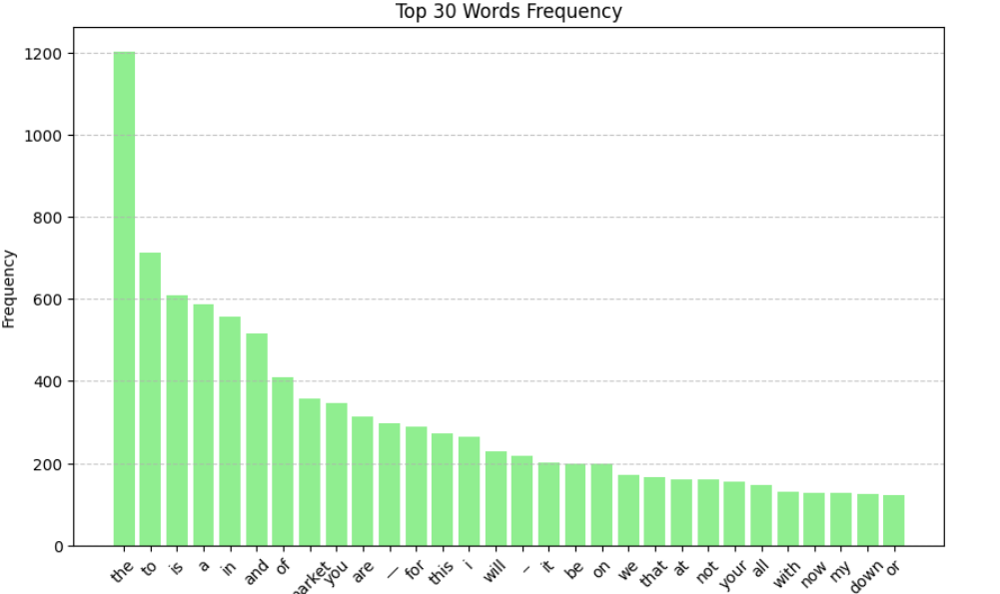 Top 30 Words Frequency
Frequency
1200
1000
800
600
400
200
0
the to is a in and of arket you are — for this i will – it be on we that at not your all with now my down or